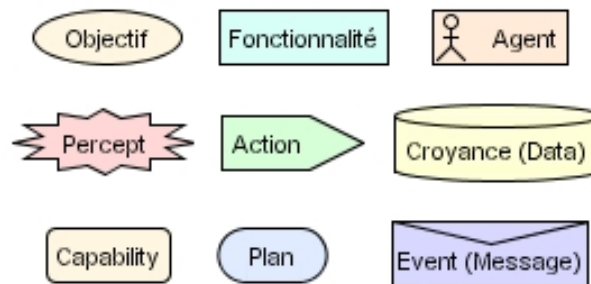 Objectif
Fonctionnalité
Agent
Percept
Action
Croyance (Data)
Capability
Plan
Event (Message)